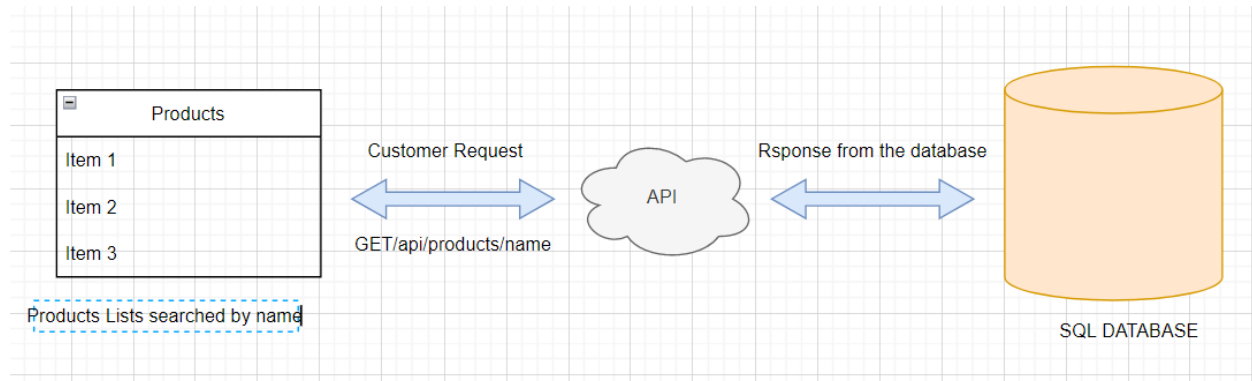 Products
Item 1
Item 2
Item 3
Products Lists searched by name
Customer Request
GET/api/products/name
API
Rsponse from the database
SQL DATABASE